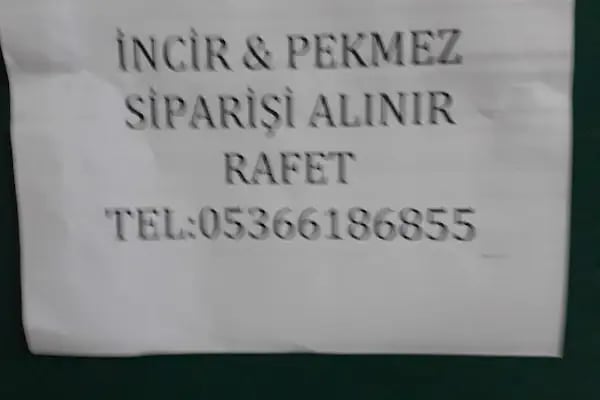 İNCİR & PEKMEZ
SİPARİŞİ ALINIR
RAFET
TEL:05366186855